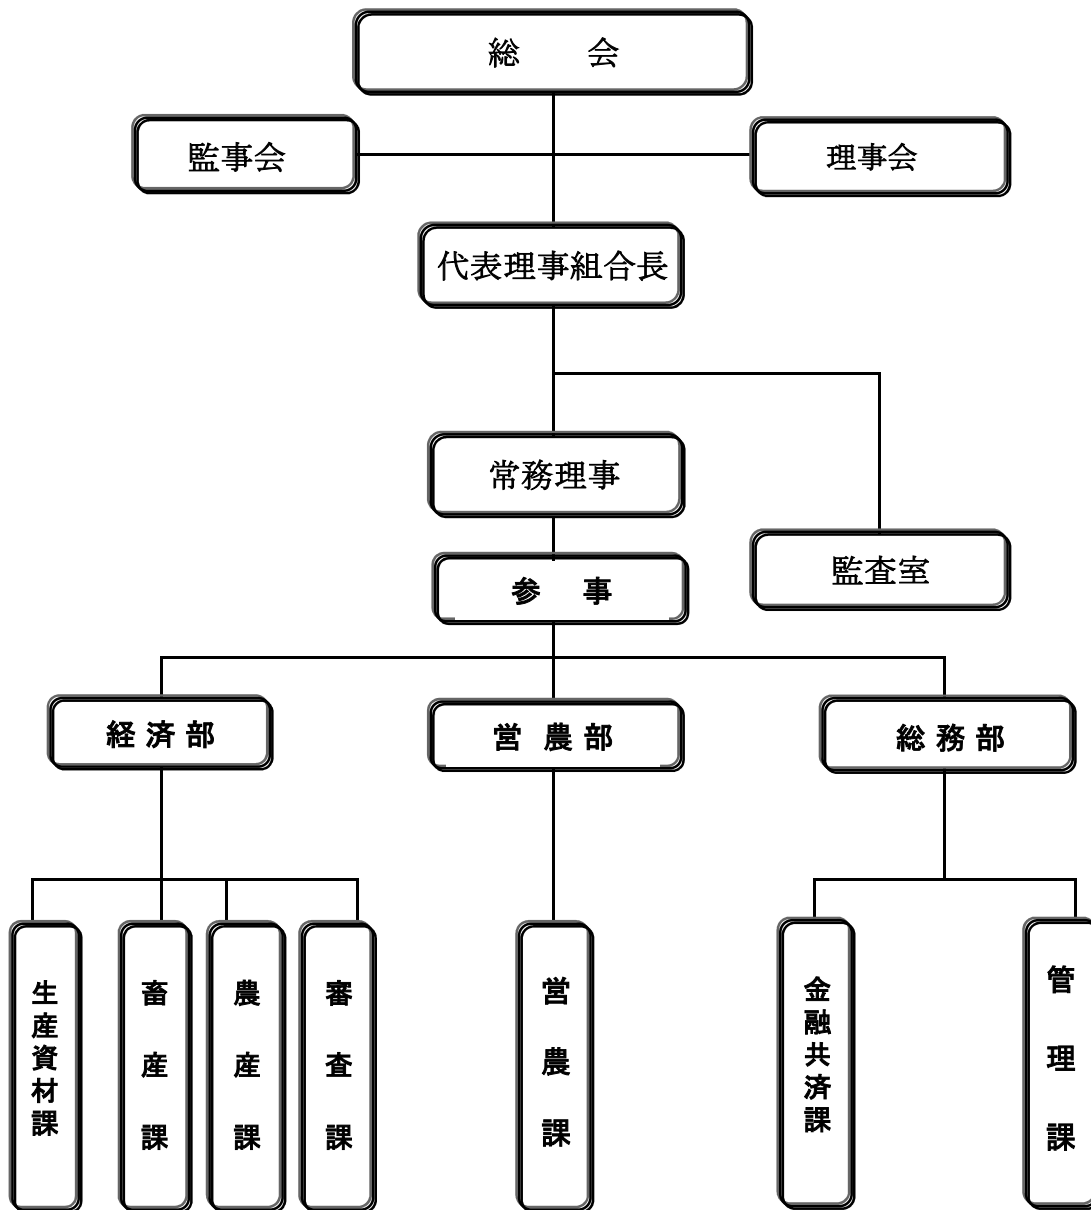 総　　会
監事会
理事会
代表理事組合長
常務理事
監査室
参　事
経 済 部
営 農 部
総 務 部
生産資材課
畜産課
農産課
審査課
営農課
金融共済課
管理課